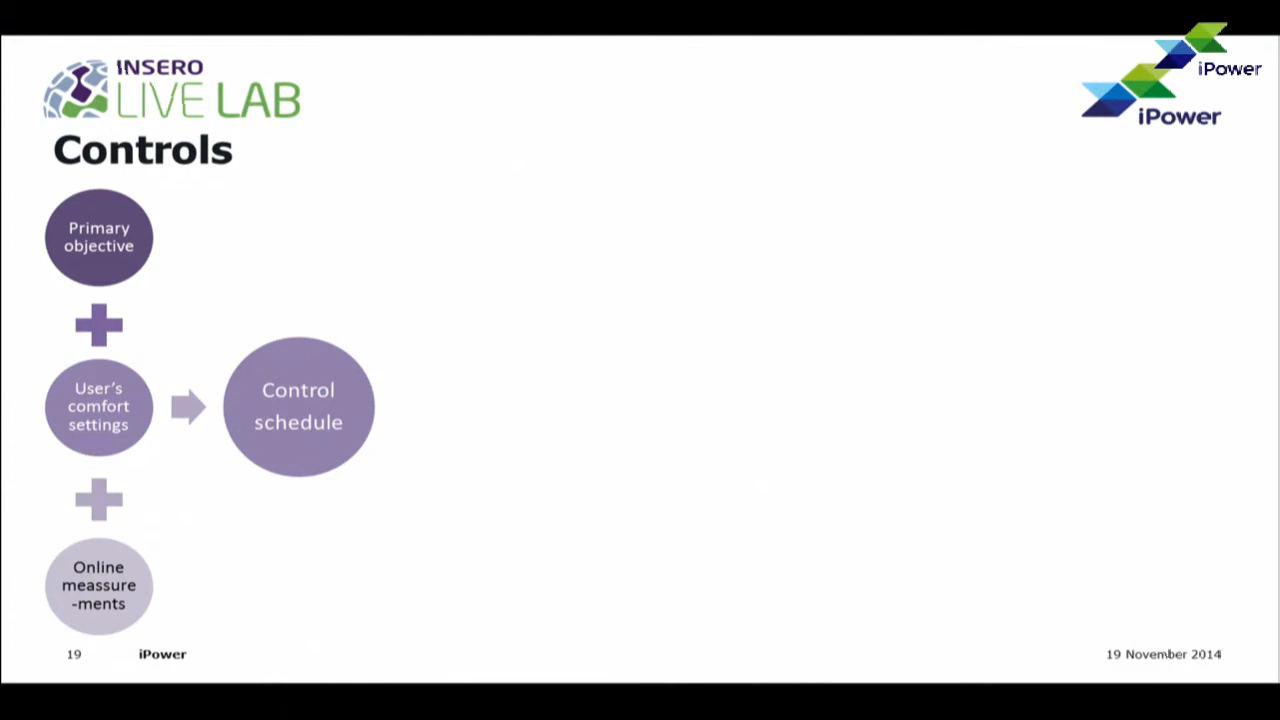 INSERO
LIVE LAB
iPower
iPower
Controls
Primary
objective
User's
comfort
settings
Control
schedule
Online
meassure
-ments
19
iPower
19 November 2014